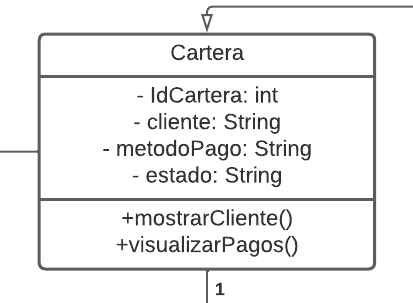 Cartera
- IdCartera: int
- cliente: String
- metodoPago: String
- estado: String
+mostrarCliente()
+visualizarPagos()
1